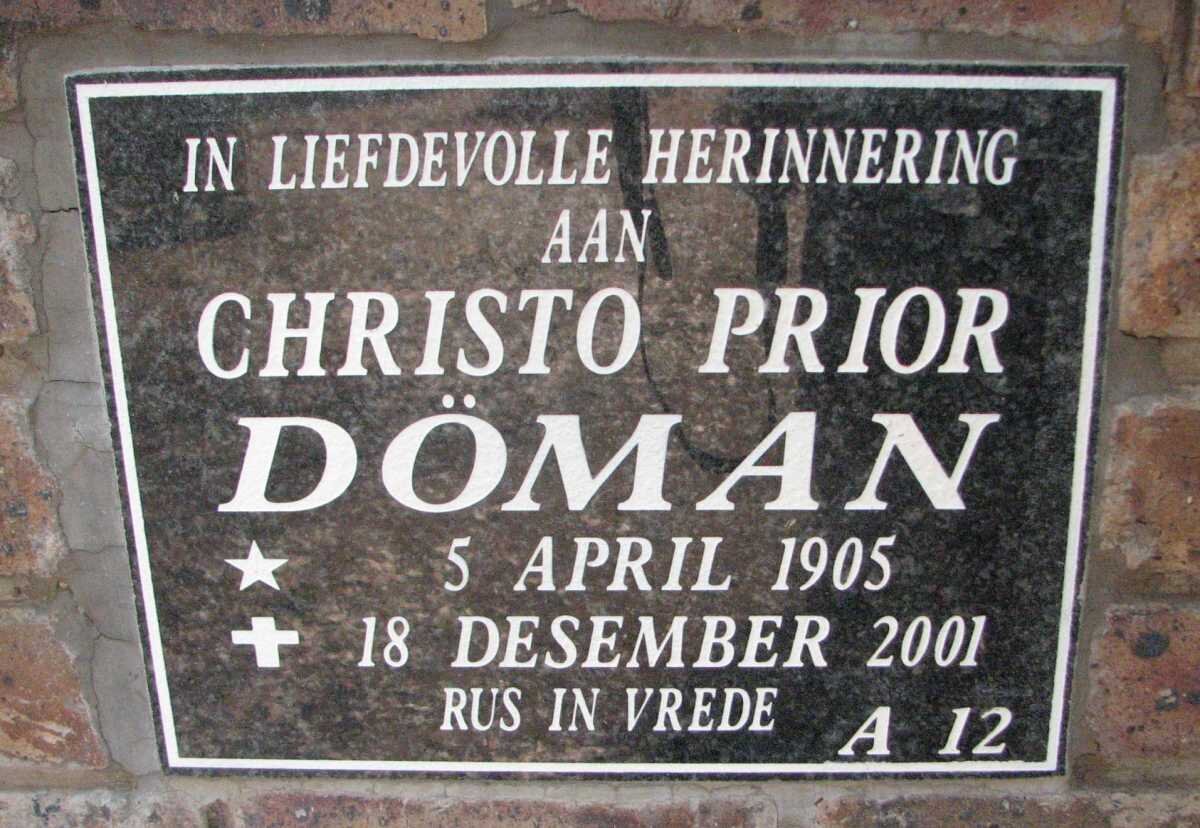 IN LIEFDEVOLLE HERINNERING
AAN
CHRISTO PRIOR
DÖMAN
5 APRIL 1905
18 DESEMBER 2001
RUS IN VREDE
A 12